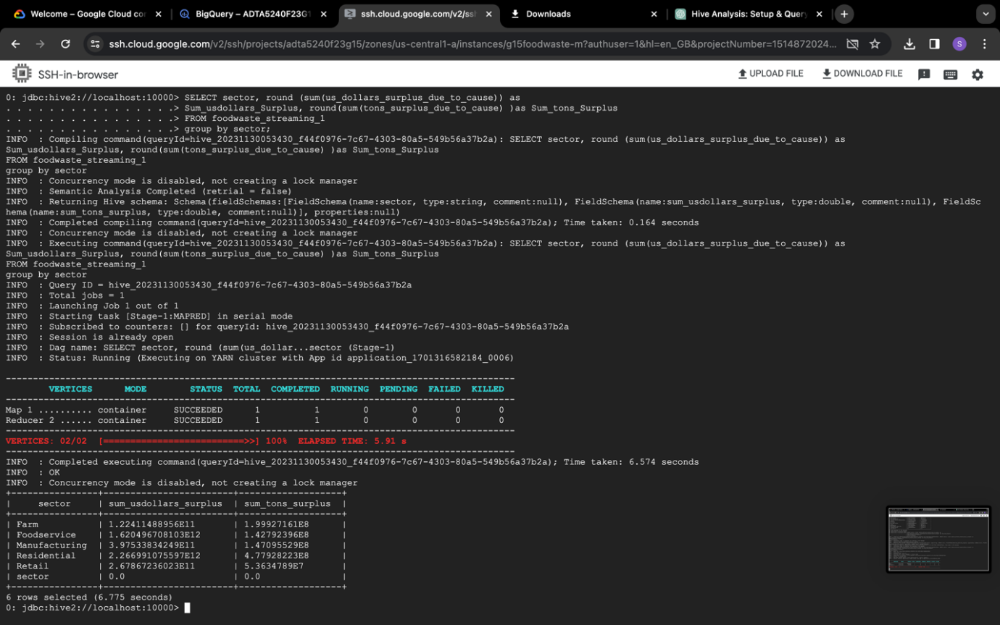 Welcome – Google Cloud co
BigQuery – ADTA5240F23G1
ssh.cloud.google.com/v2/ss
Downloads
Hive Analysis: Setup & Query
ssh.cloud.google.com/v2/ssh/projects/adta5240f23g15/zones/us-central1-a/instances/g15foodwaste-m?authuser=1&hl=en_GB&projectNumber=1514872024...
S
SSH-in-browser
UPLOAD FILE
DOWNLOAD FILE
0: jdbc:hive2://localhost:10000> SELECT sector, round (sum(us_dollars_surplus_due_to_cause)) as
. . . . . . . . . . . . . . . .> Sum_usdollars_Surplus, round(sum(tons_surplus_due_to_cause) )as Sum_tons_Surplus
. . . . . . . . . . . . . . . .> FROM foodwaste_streaming_1
. . . . . . . . . . . . . . . .> group by sector;
INFO  : Compiling command(queryId=hive_20231130053430_f44f0976-7c67-4303-80a5-549b56a37b2a): SELECT sector, round (sum(us_dollars_surplus_due_to_cause)) as
Sum_usdollars_Surplus, round(sum(tons_surplus_due_to_cause) )as Sum_tons_Surplus
FROM foodwaste_streaming_1
group by sector
INFO  : Concurrency mode is disabled, not creating a lock manager
INFO  : Semantic Analysis Completed (retrial = false)
INFO  : Returning Hive schema: Schema(fieldSchemas:[FieldSchema(name:sector, type:string, comment:null), FieldSchema(name:sum_usdollars_surplus, type:double, comment:null), FieldSc
hema(name:sum_tons_surplus, type:double, comment:null)], properties:null)
INFO  : Completed compiling command(queryId=hive_20231130053430_f44f0976-7c67-4303-80a5-549b56a37b2a); Time taken: 0.164 seconds
INFO  : Concurrency mode is disabled, not creating a lock manager
INFO  : Executing command(queryId=hive_20231130053430_f44f0976-7c67-4303-80a5-549b56a37b2a): SELECT sector, round (sum(us_dollars_surplus_due_to_cause)) as
Sum_usdollars_Surplus, round(sum(tons_surplus_due_to_cause) )as Sum_tons_Surplus
FROM foodwaste_streaming_1
group by sector
INFO  : Query ID = hive_20231130053430_f44f0976-7c67-4303-80a5-549b56a37b2a
INFO  : Total jobs = 1
INFO  : Launching Job 1 out of 1
INFO  : Starting task [Stage-1:MAPRED] in serial mode
INFO  : Subscribed to counters: [] for queryId: hive_20231130053430_f44f0976-7c67-4303-80a5-549b56a37b2a
INFO  : Session is already open
INFO  : Dag name: SELECT sector, round (sum(us_dollar...sector (Stage-1)
INFO  : Status: Running (Executing on YARN cluster with App id application_1701316582184_0006)
VERTICES      MODE        STATUS  TOTAL  COMPLETED  RUNNING  PENDING  FAILED  KILLED
Map 1 .......... container     SUCCEEDED      1          1        0        0       0       0
Reducer 2 ...... container     SUCCEEDED      1          1        0        0       0       0
VERTICES: 02/02  [==========================>>] 100%  ELAPSED TIME: 5.91 s
INFO  : Completed executing command(queryId=hive_20231130053430_f44f0976-7c67-4303-80a5-549b56a37b2a); Time taken: 6.574 seconds
INFO  : OK
INFO  : Concurrency mode is disabled, not creating a lock manager
|     sector     | sum_usdollars_surplus  | sum_tons_surplus  |
| Farm           | 1.22411488956E11       | 1.99927161E8      |
| Foodservice    | 1.620496708103E12      | 1.42792396E8      |
| Manufacturing  | 3.97533834249E11       | 1.47095529E8      |
| Residential    | 2.266991075597E12      | 4.77928223E8      |
| Retail         | 2.67867236023E11       | 5.3634789E7       |
| sector         | 0.0                    | 0.0               |
6 rows selected (6.775 seconds)
0: jdbc:hive2://localhost:10000>